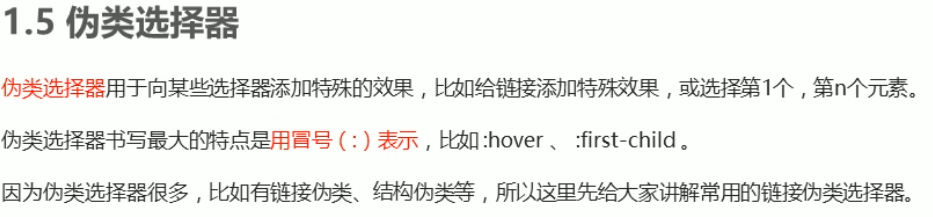 1.5 伪类选择器
伪类选择器用于向某些选择器添加特殊的效果，比如给链接添加特殊效果，或选择第1个，第n个元素。
伪类选择器书写最大的特点是用冒号（:）表示，比如 :hover 、 :first-child 。
因为伪类选择器很多，比如有链接伪类、结构伪类等，所以这里先给大家讲解常用的链接伪类选择器。